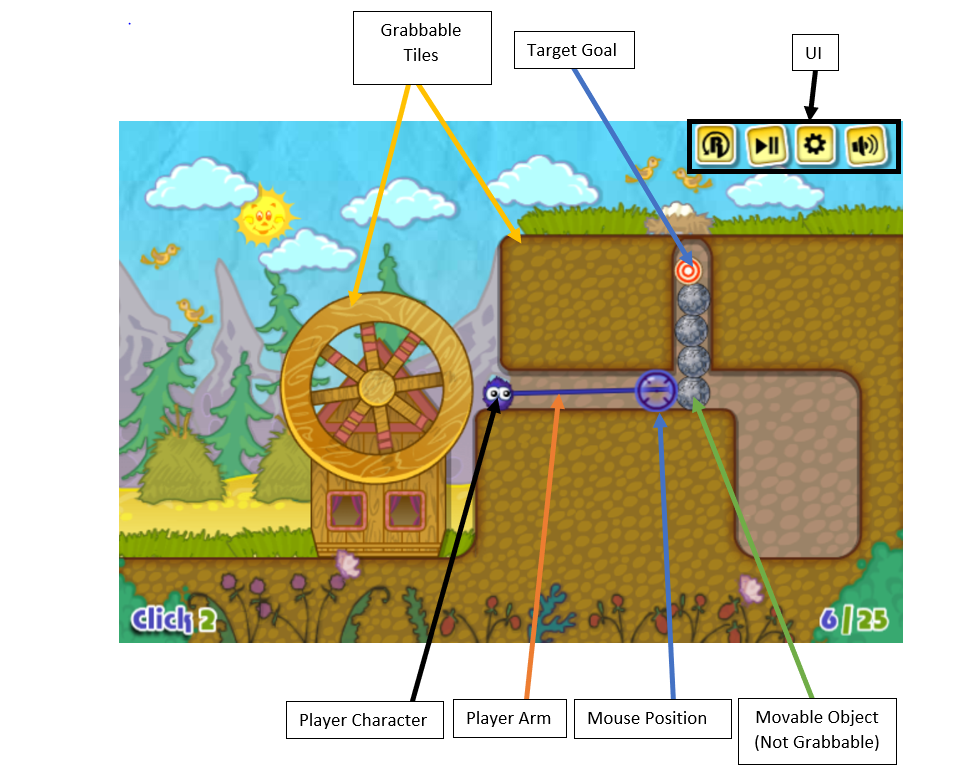 Grabbable
Tiles
Target Goal
UI
R
Click 2
6/25
Player Character
Player Arm
Mouse Position
Movable Object
(Not Grabbable)